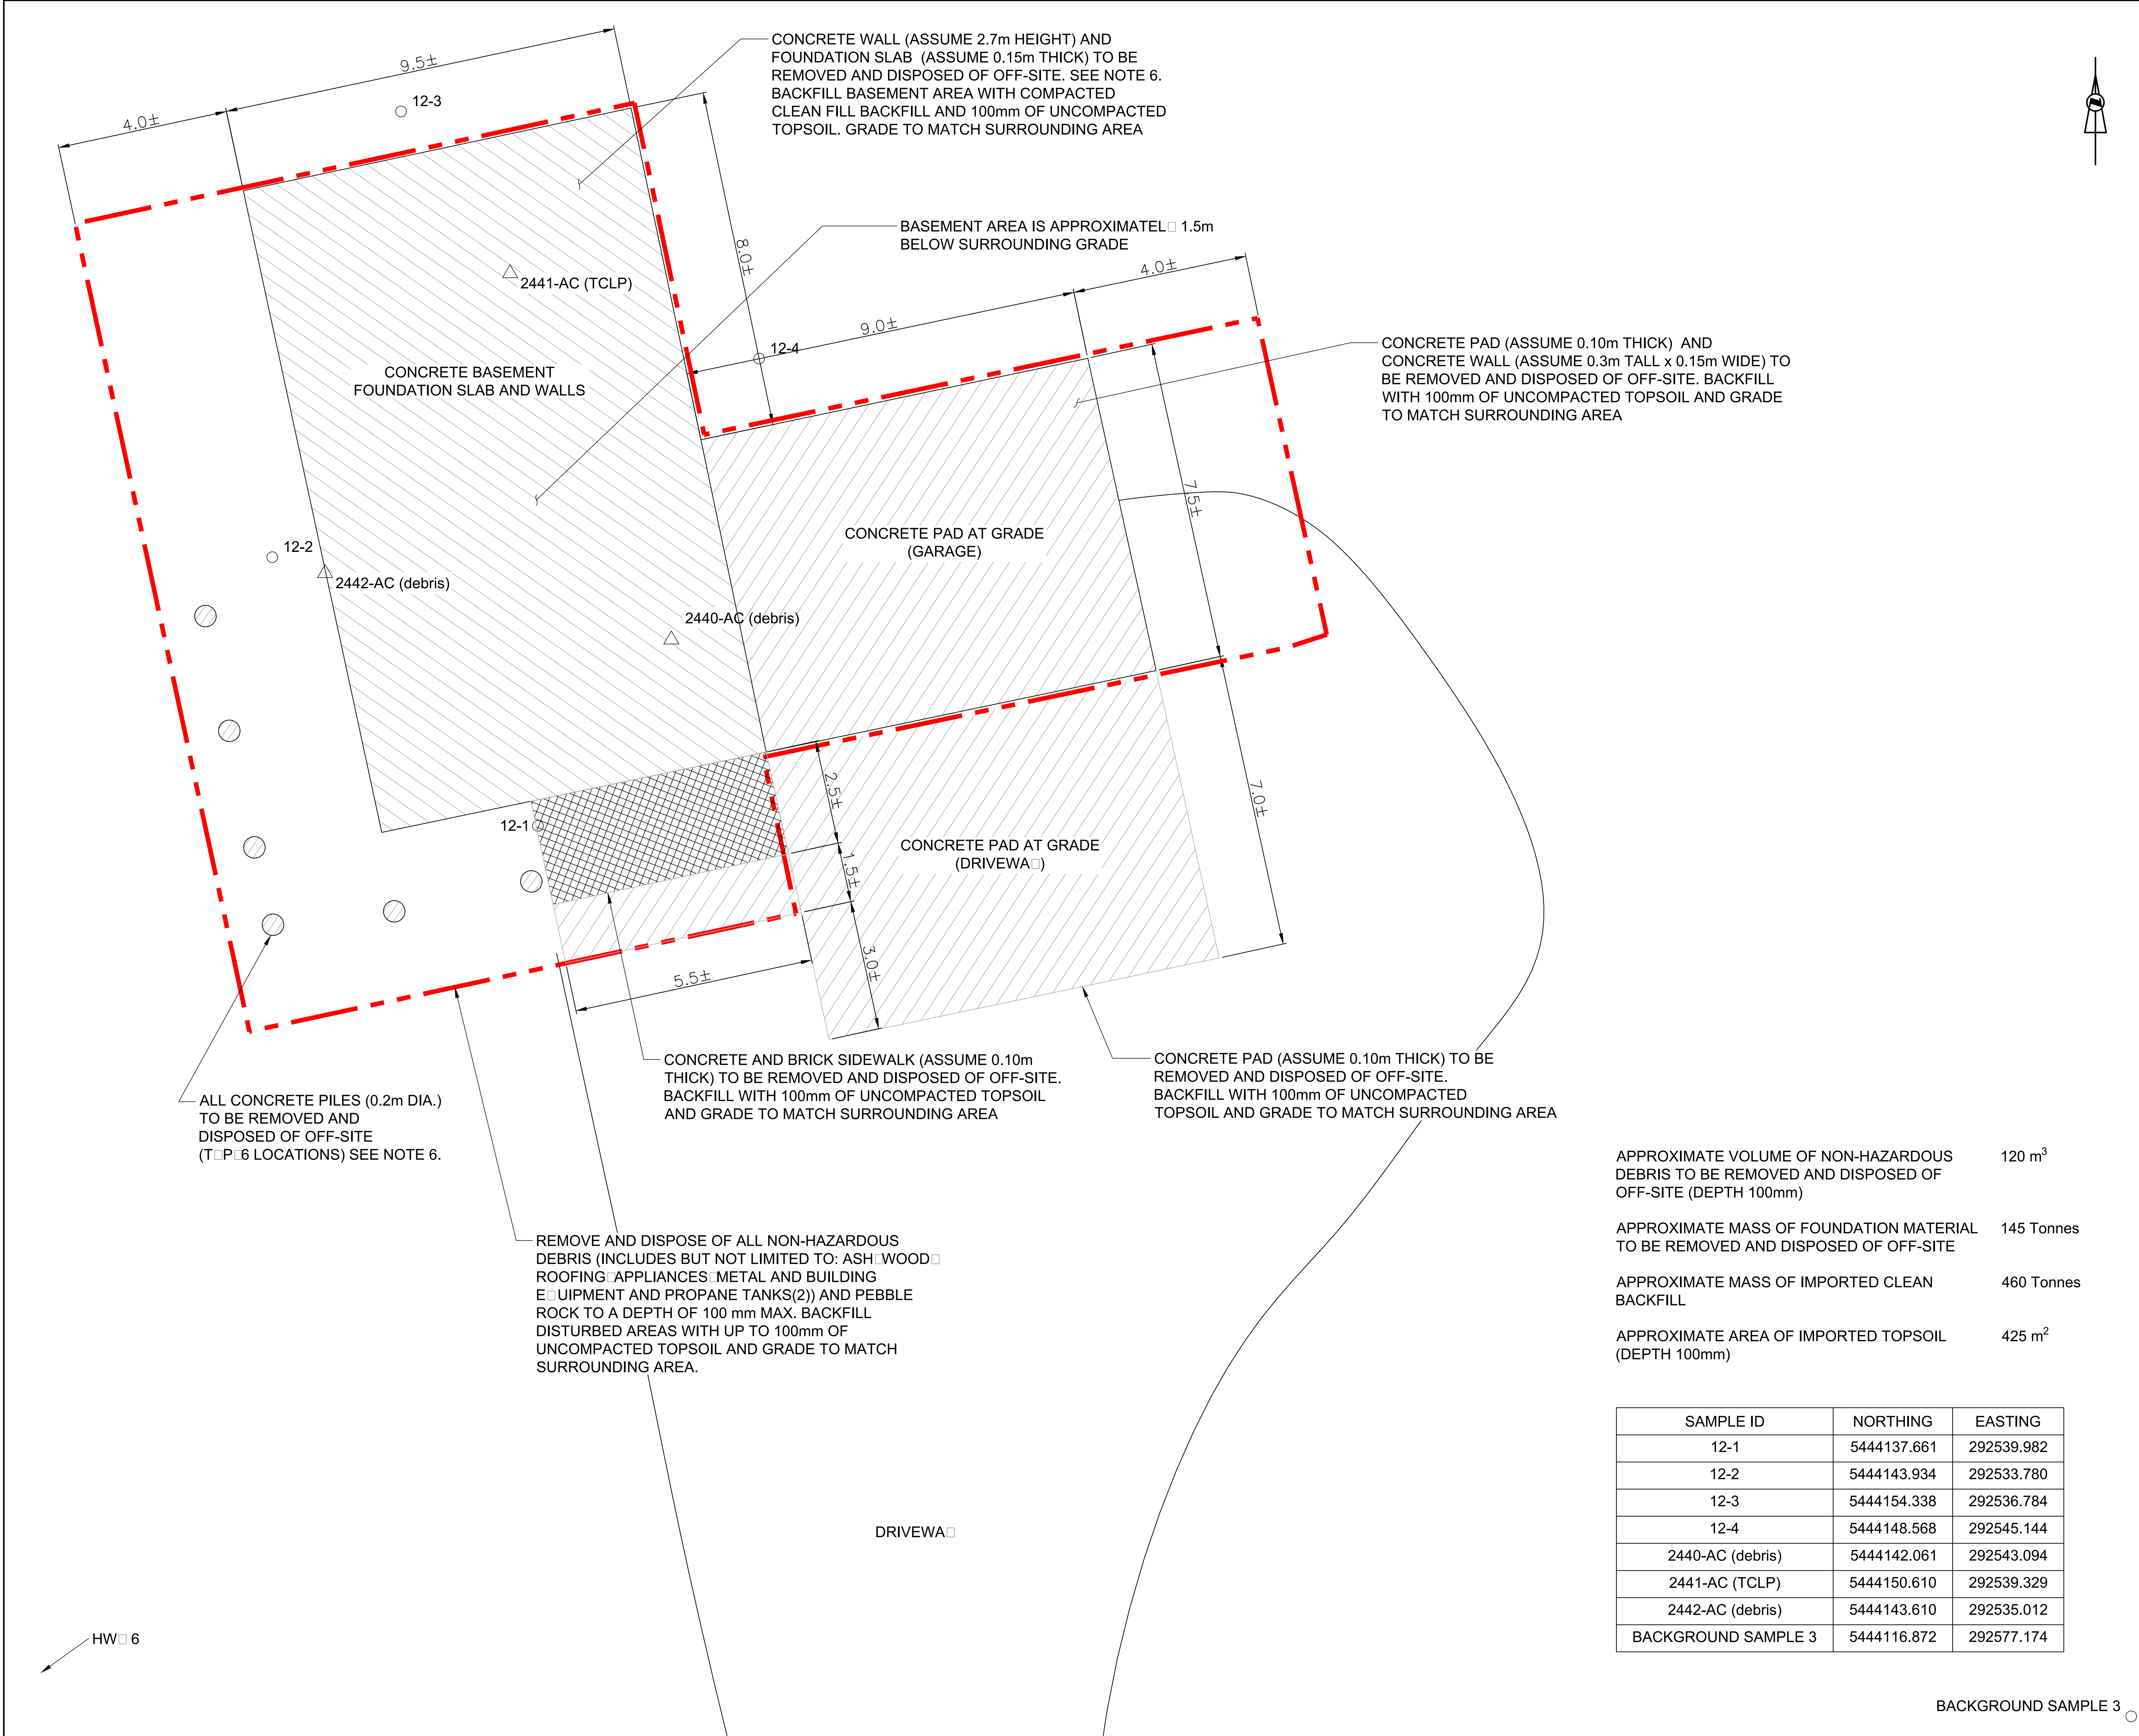 CONCRETE WALL (ASSUME 2.7m HEIGHT) AND
FOUNDATION SLAB (ASSUME 0.15m THICK) TO BE
REMOVED AND DISPOSED OF OFF-SITE. SEE NOTE 6.
BACKFILL BASEMENT AREA WITH COMPACTED
CLEAN FILL BACKFILL AND 100mm OF UNCOMPACTED
TOPSOIL. GRADE TO MATCH SURROUNDING AREA
9.5±
4.0±
12-3
8.0±
BASEMENT AREA IS APPROXIMATEL□ 1.5m
BELOW SURROUNDING GRADE
2441-AC (TCLP)
4.0±
9.0±
12-4
CONCRETE PAD (ASSUME 0.10m THICK) AND
CONCRETE WALL (ASSUME 0.3m TALL x 0.15m WIDE) TO
BE REMOVED AND DISPOSED OF OFF-SITE. BACKFILL
WITH 100mm OF UNCOMPACTED TOPSOIL AND GRADE
TO MATCH SURROUNDING AREA
CONCRETE BASEMENT
FOUNDATION SLAB AND WALLS
7.5±
CONCRETE PAD AT GRADE
(GARAGE)
12-2
2442-AC (debris)
2440-AC (debris)
2.5±
7.0±
12-1
1.5±
CONCRETE PAD AT GRADE
(DRIVEWA□)
3.0±
5.5±
CONCRETE AND BRICK SIDEWALK (ASSUME 0.10m
THICK) TO BE REMOVED AND DISPOSED OF OFF-SITE.
BACKFILL WITH 100mm OF UNCOMPACTED TOPSOIL
AND GRADE TO MATCH SURROUNDING AREA
CONCRETE PAD (ASSUME 0.10m THICK) TO BE
REMOVED AND DISPOSED OF OFF-SITE.
BACKFILL WITH 100mm OF UNCOMPACTED
TOPSOIL AND GRADE TO MATCH SURROUNDING AREA
ALL CONCRETE PILES (0.2m DIA.)
TO BE REMOVED AND
DISPOSED OF OFF-SITE
(T□P□6 LOCATIONS) SEE NOTE 6.
REMOVE AND DISPOSE OF ALL NON-HAZARDOUS
DEBRIS (INCLUDES BUT NOT LIMITED TO: ASH□WOOD□
ROOFING□APPLIANCES□METAL AND BUILDING
E□UIPMENT AND PROPANE TANKS(2)) AND PEBBLE
ROCK TO A DEPTH OF 100 mm MAX. BACKFILL
DISTURBED AREAS WITH UP TO 100mm OF
UNCOMPACTED TOPSOIL AND GRADE TO MATCH
SURROUNDING AREA.
APPROXIMATE VOLUME OF NON-HAZARDOUS 120 m³
DEBRIS TO BE REMOVED AND DISPOSED OF
OFF-SITE (DEPTH 100mm)
APPROXIMATE MASS OF FOUNDATION MATERIAL 145 Tonnes
TO BE REMOVED AND DISPOSED OF OFF-SITE
APPROXIMATE MASS OF IMPORTED CLEAN 460 Tonnes
BACKFILL
APPROXIMATE AREA OF IMPORTED TOPSOIL 425 m²
(DEPTH 100mm)
SAMPLE ID NORTHING EASTING
12-1 5444137.661 292539.982
12-2 5444143.934 292533.780
12-3 5444154.338 292536.784
12-4 5444148.568 292545.144
2440-AC (debris) 5444142.061 292543.094
2441-AC (TCLP) 5444150.610 292539.329
2442-AC (debris) 5444143.610 292535.012
BACKGROUND SAMPLE 3 5444116.872 292577.174
DRIVEWA□
HW□ 6
BACKGROUND SAMPLE 3